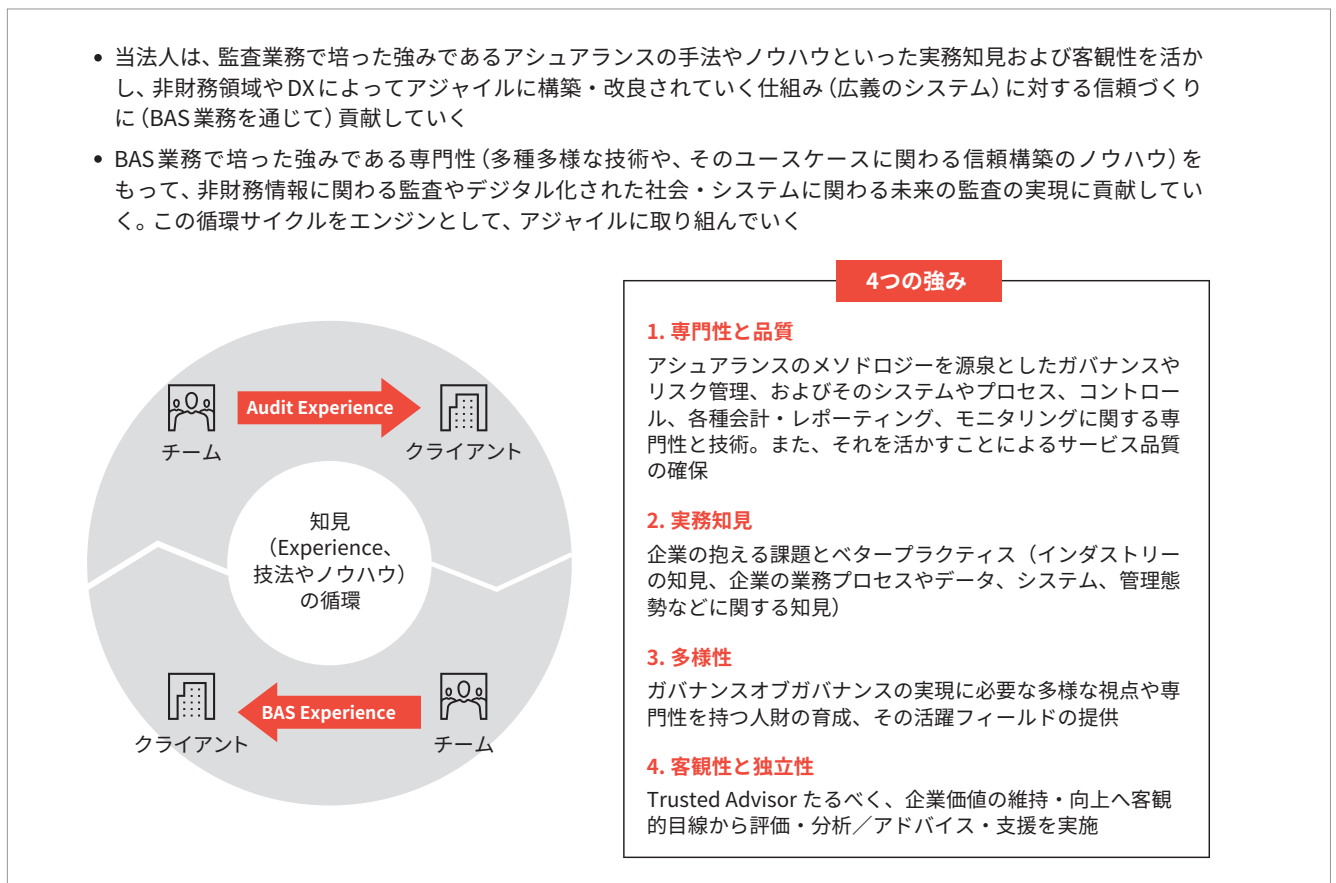 • 当法人は、監査業務で培った強みであるアシュアランスの手法やノウハウといった実務知見および客観性を活か
し、非財務領域やDXによってアジャイルに構築・改良されていく仕組み（広義のシステム）に対する信頼づくり
に（BAS業務を通じて）貢献していく
• BAS業務で培った強みである専門性（多種多様な技術や、そのユースケースに関わる信頼構築のノウハウ）を
もって、非財務情報に関わる監査やデジタル化された社会・システムに関わる未来の監査の実現に貢献してい
く。この循環サイクルをエンジンとして、アジャイルに取り組んでいく
Audit Experience
チーム
クライアント
知見
（Experience、
技法やノウハウ）
の循環
BAS Experience
クライアント
チーム
4つの強み
1. 専門性と品質
アシュアランスのメソドロジーを源泉としたガバナンスや
リスク管理、およびそのシステムやプロセス、コントロー
ル、各種会計・レポーティング、モニタリングに関する専
門性と技術。また、それを活かすことによるサービス品質
の確保
2. 実務知見
企業の抱える課題とベタープラクティス（インダストリー
の知見、企業の業務プロセスやデータ、システム、管理態
勢などに関する知見）
3. 多様性
ガバナンスオブガバナンスの実現に必要な多様な視点や専
門性を持つ人財の育成、その活躍フィールドの提供
4. 客観性と独立性
Trusted Advisor たるべく、企業価値の維持・向上へ客観
的目線から評価・分析／アドバイス・支援を実施